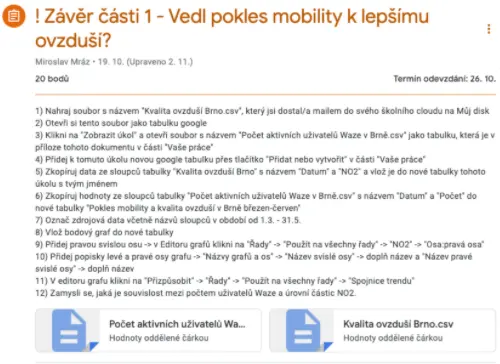 ! Závěr části 1 - Vedl pokles mobility k lepšímu
ovzduší?
Miroslav Mráz • 19. 10. (Upraveno 2. 11.)
20 bodů
Termín odevzdání: 26. 10.
1) Nahraj soubor s názvem "Kvalita ovzduší Brno.csv", který jsi dostal/a mailem do svého školního cloudu na Můj disk
2) Otevři si tento soubor jako tabulku google
3) Klikni na "Zobrazit úkol" a otevři soubor s názvem "Počet aktivních uživatelů Waze v Brně.csv" jako tabulku, která je v
příloze tohoto dokumentu v části "Vaše práce"
4) Přidej k tomuto úkolu novou google tabulku přes tlačítko "Přidat nebo vytvořit" v části "Vaše práce"
5) Zkopíruj data ze sloupců tabulky "Kvalita ovzduší Brno" s názvem "Datum" a "NO2" a vlož je do nové tabulky tohoto
úkolu s tým jménem
6) Zkopíruj hodnoty ze sloupců tabulky "Počet aktivních uživatelů Waze v Brně.csv" s názvem "Datum" a "Počet" do
nové tabulky "Pokles mobility a kvalita ovzduší v Brně březen-červen"
7) Označ zdrojová data včetně názvů sloupců v období od 1.3. - 31.5.
8) Vlož bodový graf do nové tabulky
9) Přidej pravou svislou osu -> v Editoru grafů klikni na "Řady" -> "Použít na všechny řady" -> "NO2" -> "Osa:pravá osa"
10) Přidej popisky levé a pravé osy grafu -> "Názvy grafů a os" -> "Název svislé osy" -> doplň název a "Název pravé
svislé osy" -> doplň název
11) V editoru grafu klikni na "Přizpůsobit" -> "Řady" -> "Použít na všechny řady" -> "Spojnice trendu"
12) Zamysli se, jaká je souvislost mezi počtem uživatelů Waze a úrovní částic NO2.
Počet aktivních uživatelů Wa...
Hodnoty oddělené čárkou
Kvalita ovzduší Brno.csv
Hodnoty oddělené čárkou